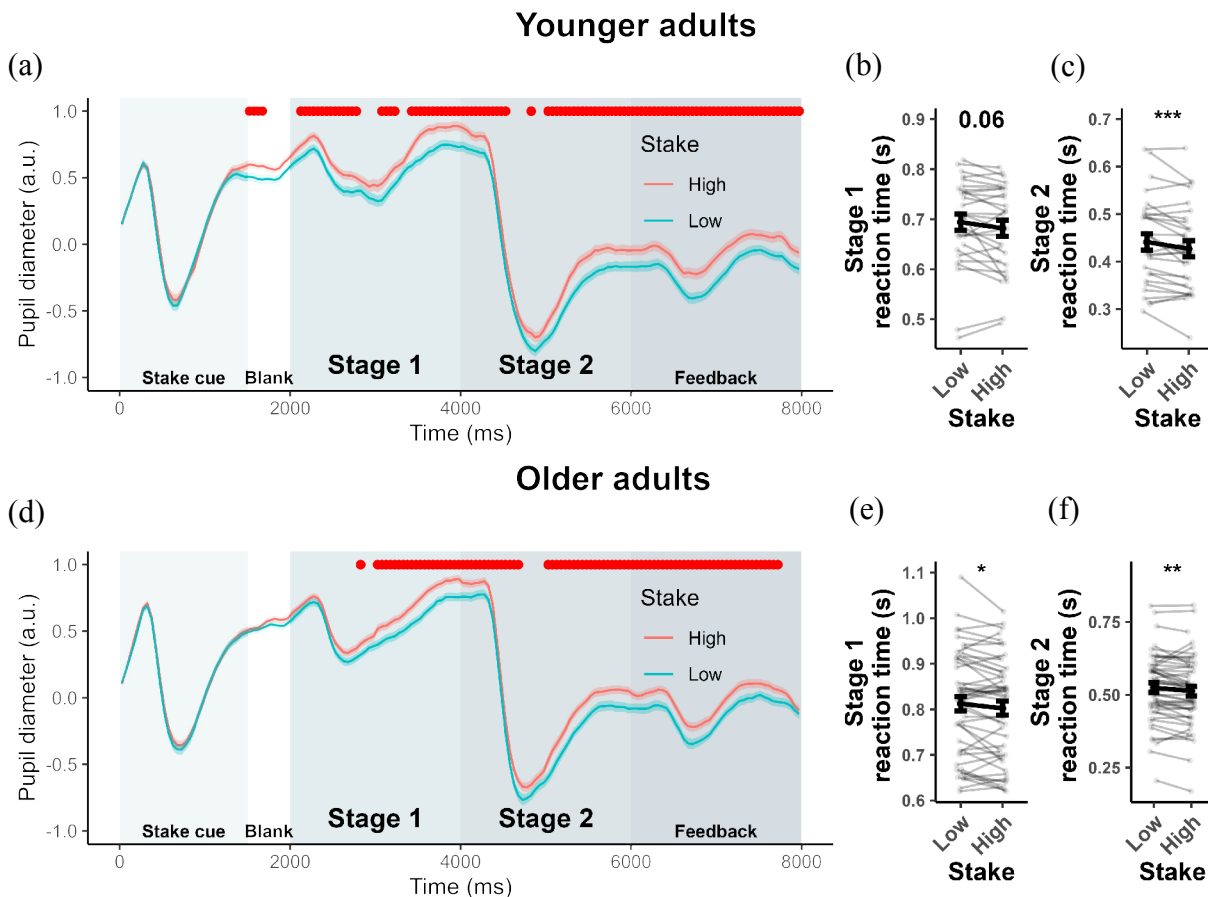 Younger adults
(a)
1.0
0.5
0.0
-0.5
-1.0
Pupil diameter (a.u.)
Stake
High
Low
Stake cue
Blank
Stage 1
Stage 2
Feedback
0
2000
4000
6000
8000
Time (ms)
(b)
0.06
0.9
0.8
0.7
0.6
0.5
Stage 1
reaction time (s)
Low
High
Stake
(c)
***
0.7
0.6
0.5
0.4
0.3
Stage 2
reaction time (s)
Low
High
Stake
Older adults
(d)
1.0
0.5
0.0
-0.5
-1.0
Pupil diameter (a.u.)
Stake
High
Low
Stake cue
Blank
Stage 1
Stage 2
Feedback
0
2000
4000
6000
8000
Time (ms)
(e)
*
1.1
1.0
0.9
0.8
0.7
0.6
Stage 1
reaction time (s)
Low
High
Stake
(f)
**
0.75
0.50
0.25
Stage 2
reaction time (s)
Low
High
Stake